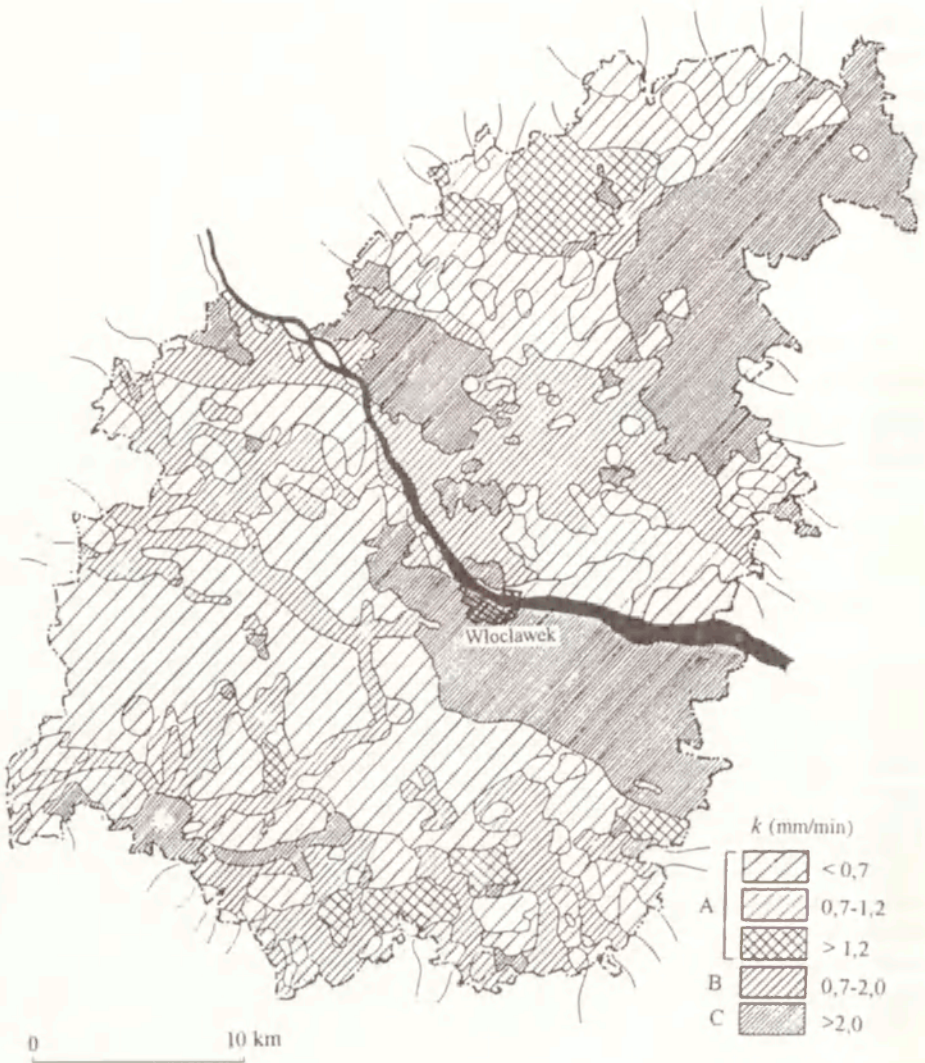 Włocławek
k (mm/min)
< 0,7
A 0,7-1,2
> 1,2
B 0,7-2,0
C >2,0
0 10 km